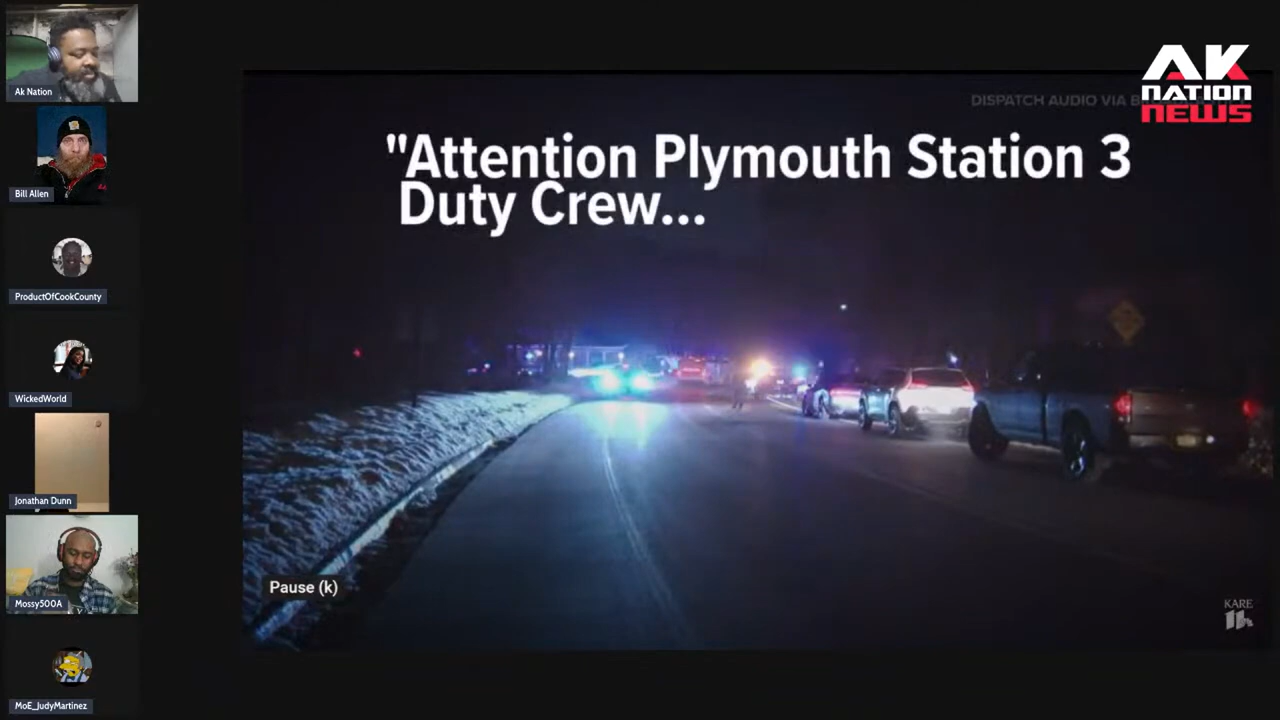 Ak Nation
Bill Allen
ProductOfCookCounty
WickedWorld
Jonathan Dunn
Mossy500A
MoE_JudyMartinez
DISPATCH AUDIO VIA
AK
NATION
NEWS
"Attention Plymouth Station 3
Duty Crew...
Pause (k)
KARE
11